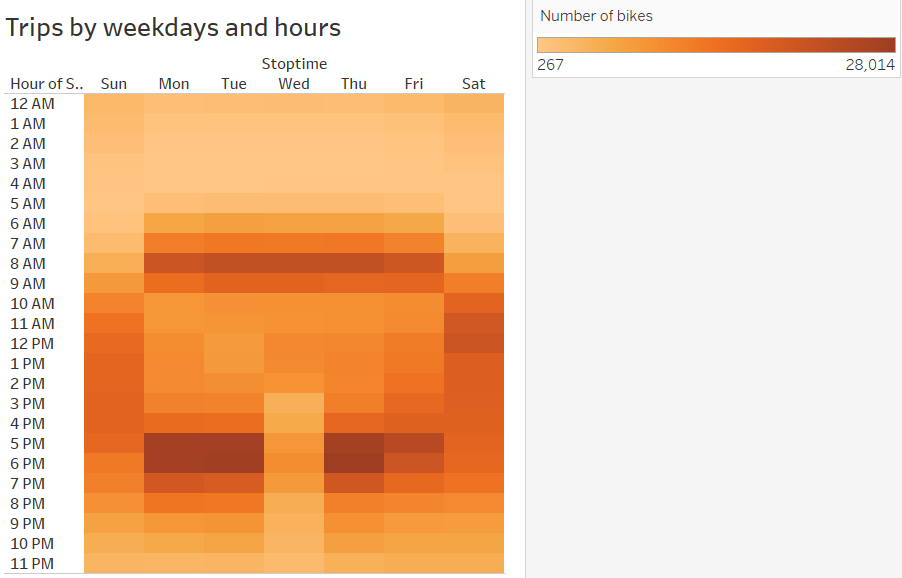 Trips by weekdays and hours
Stoptime
Hour of S.. Sun Mon Tue Wed Thu Fri Sat
12 AM
1 AM
2 AM
3 AM
4 AM
5 AM
6 AM
7 AM
8 AM
9 AM
10 AM
11 AM
12 PM
1 PM
2 PM
3 PM
4 PM
5 PM
6 PM
7 PM
8 PM
9 PM
10 PM
11 PM
Number of bikes
267 28,014